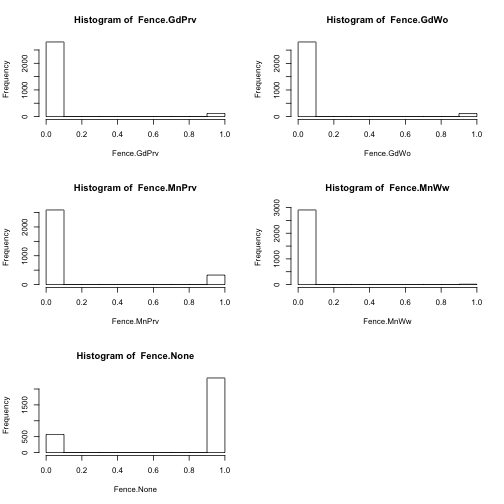 Histogram of  Fence.GdPrv
Frequency
0 1000 2000
0.0 0.2 0.4 0.6 0.8 1.0
Fence.GdPrv
Histogram of  Fence.GdWo
Frequency
0 1000 2000
0.0 0.2 0.4 0.6 0.8 1.0
Fence.GdWo
Histogram of  Fence.MnPrv
Frequency
0 1000 2000
0.0 0.2 0.4 0.6 0.8 1.0
Fence.MnPrv
Histogram of  Fence.MnWw
Frequency
0 1000 2000 3000
0.0 0.2 0.4 0.6 0.8 1.0
Fence.MnWw
Histogram of  Fence.None
Frequency
0 500 1500
0.0 0.2 0.4 0.6 0.8 1.0
Fence.None